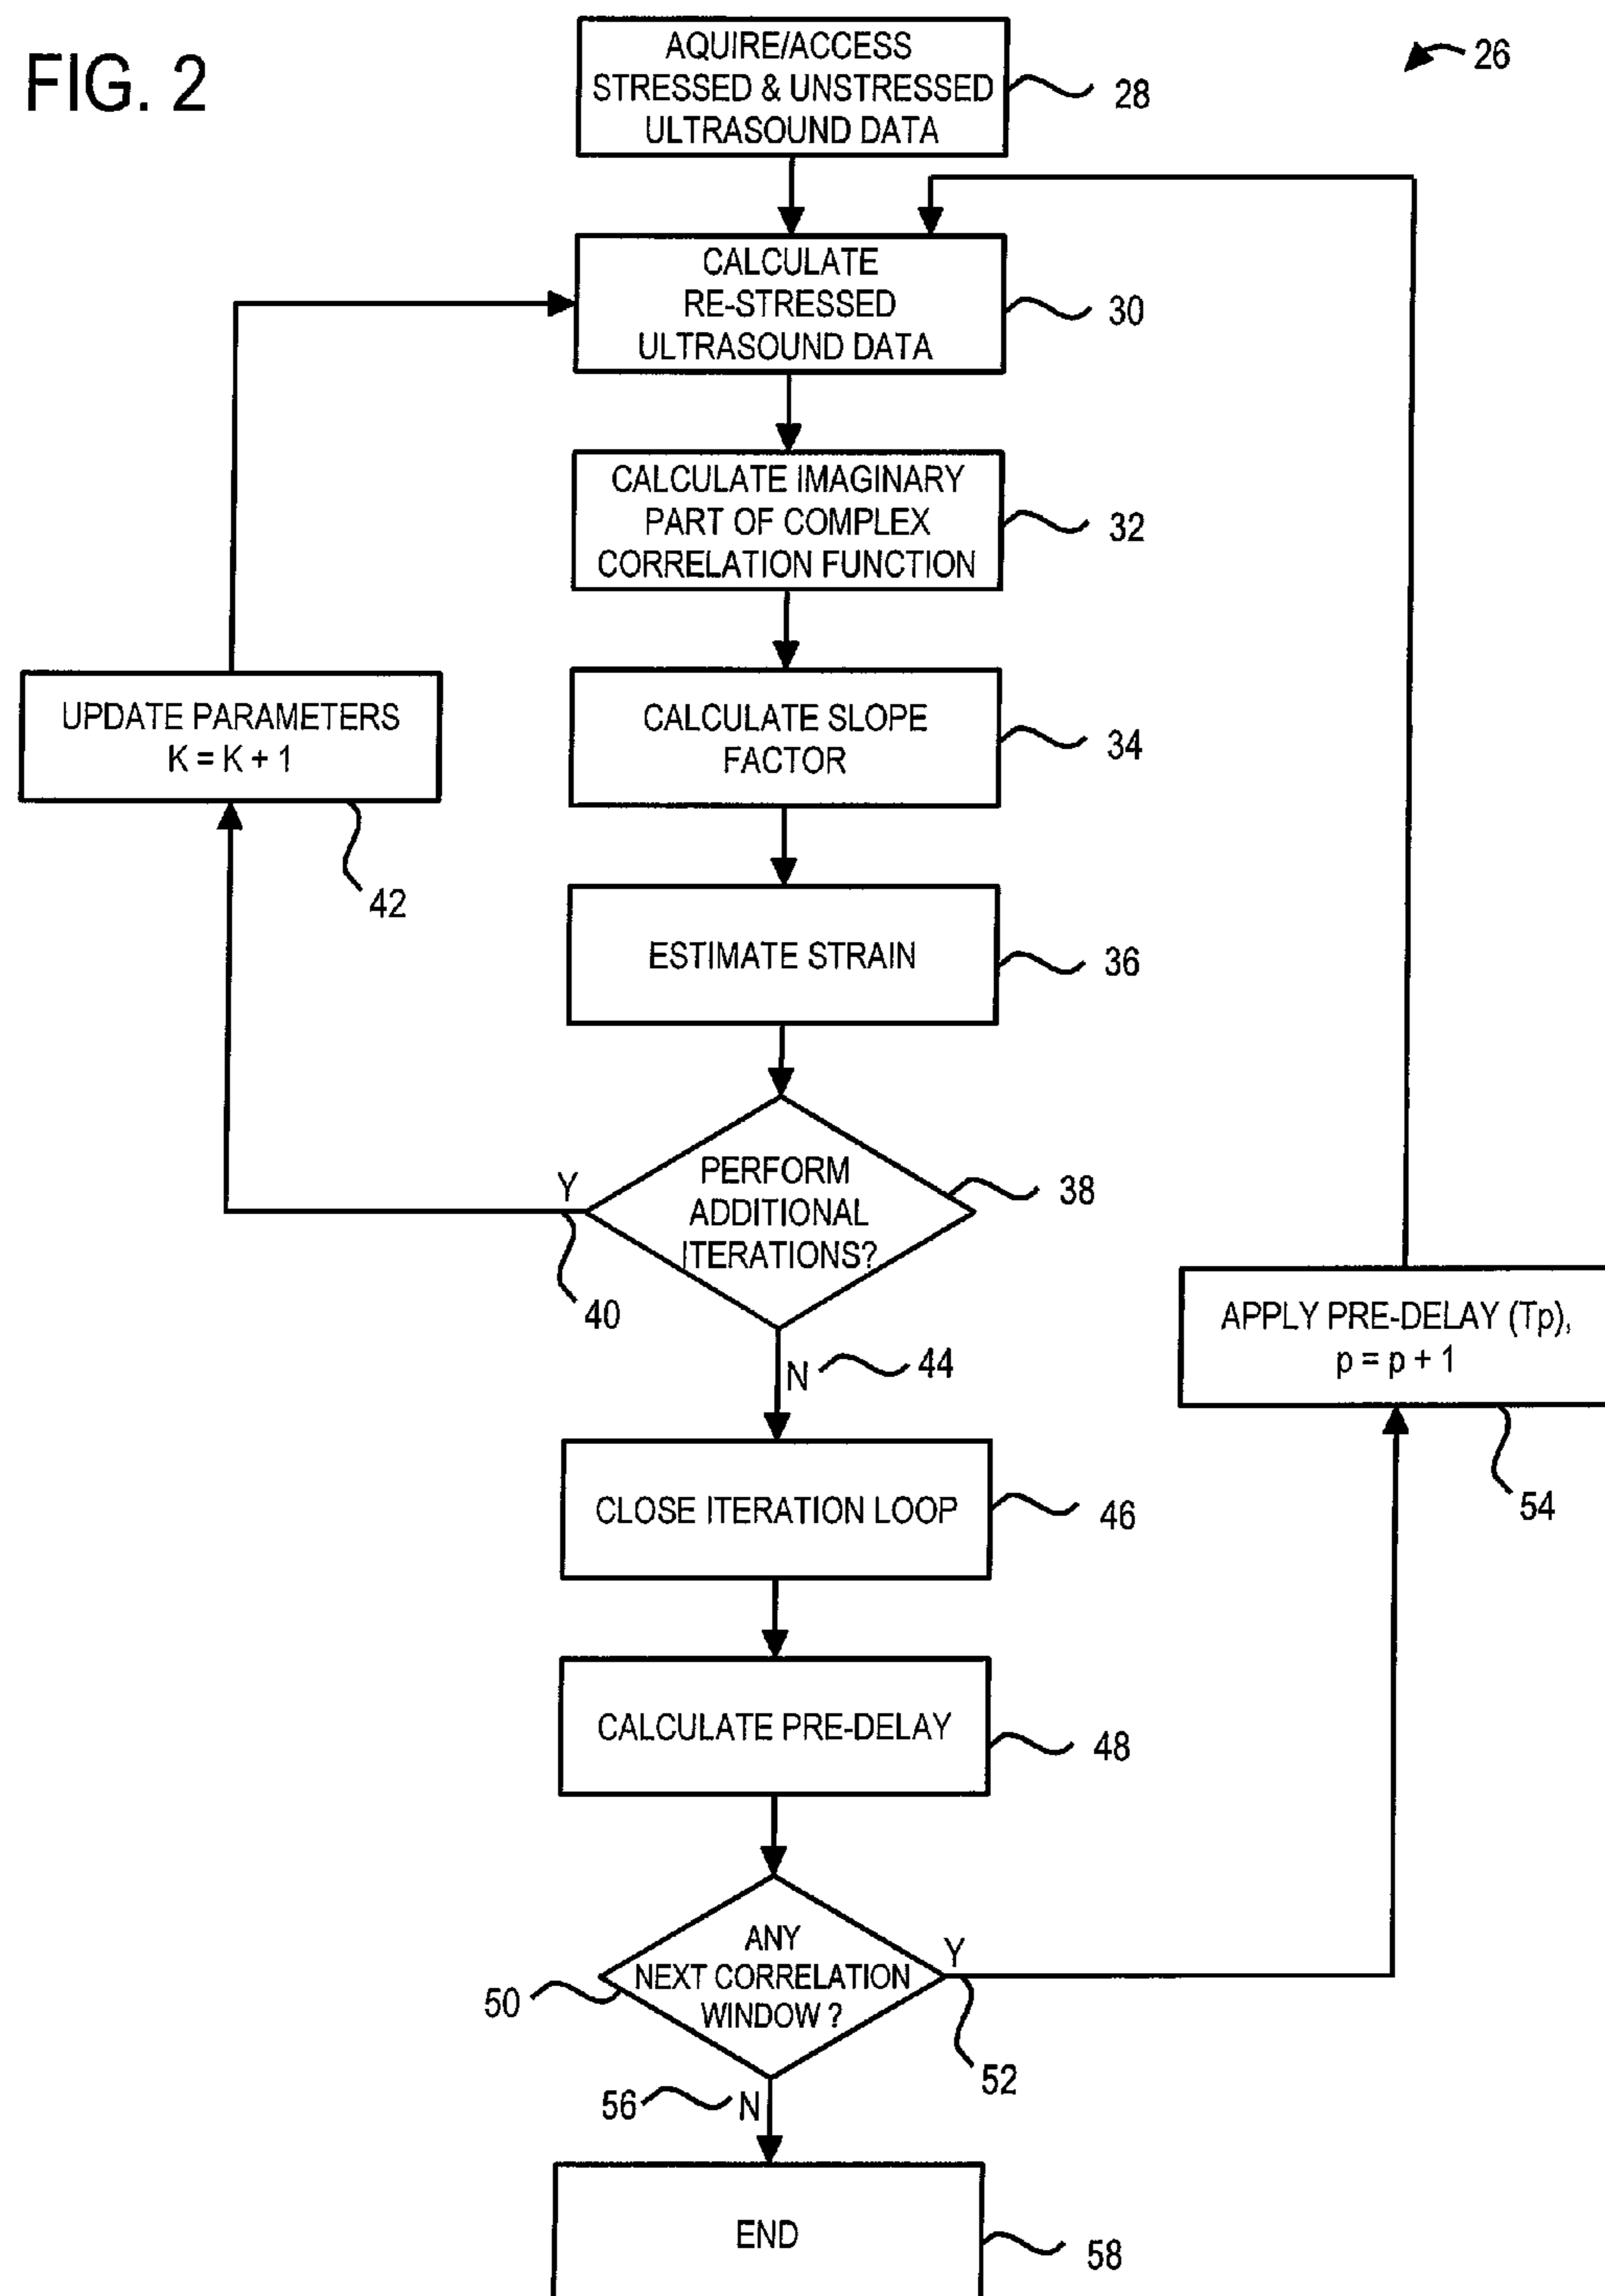 FIG. 2
26
AQUIRE/ACCESS
STRESSED & UNSTRESSED
ULTRASOUND DATA
28
CALCULATE
RE-STRESSED
ULTRASOUND DATA
30
CALCULATE IMAGINARY
PART OF COMPLEX
CORRELATION FUNCTION
32
UPDATE PARAMETERS
K = K + 1
42
CALCULATE SLOPE
FACTOR
34
ESTIMATE STRAIN
36
PERFORM
ADDITIONAL
ITERATIONS?
38
Y
40
N
44
APPLY PRE-DELAY (Tp),
p = p + 1
54
CLOSE ITERATION LOOP
46
CALCULATE PRE-DELAY
48
ANY
NEXT CORRELATION
WINDOW ?
50
Y
52
56
N
END
58